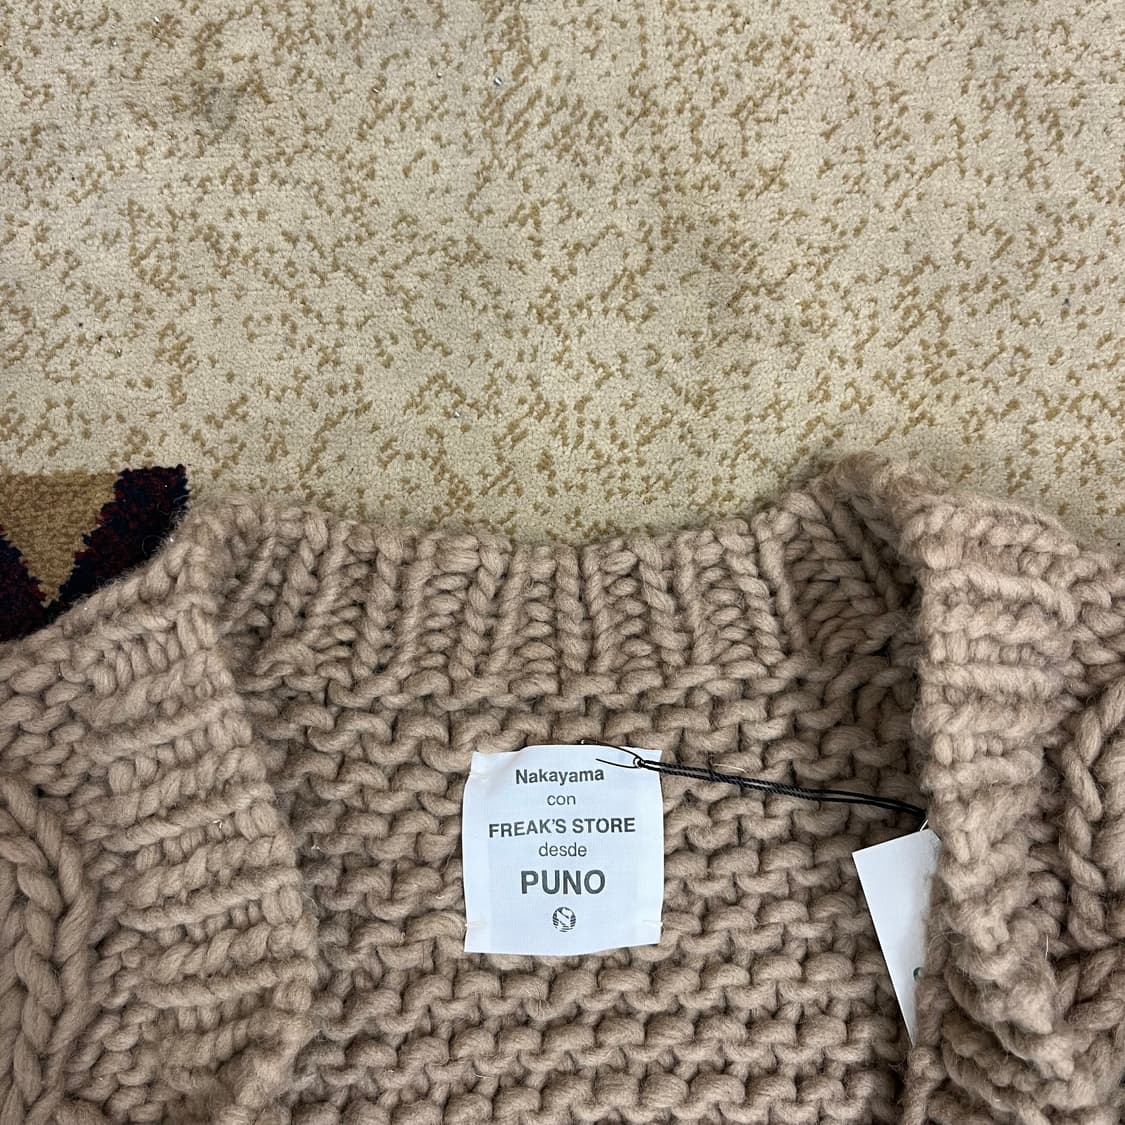 Nakayama
con
FREAK'S STORE
desde
PUNO